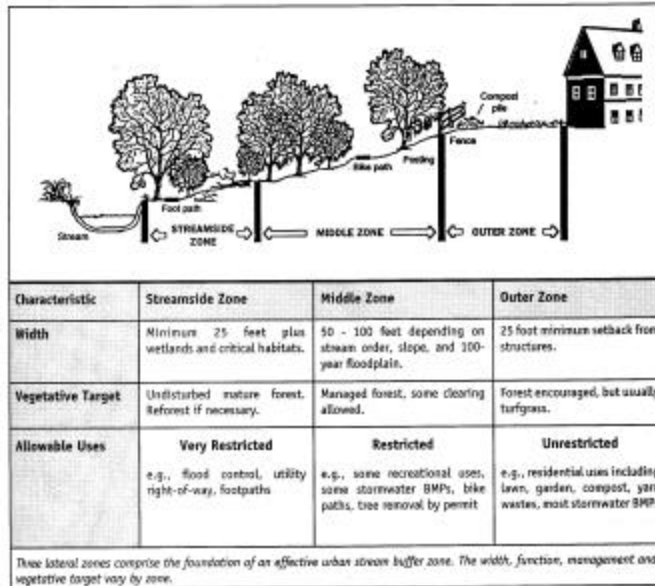 Compost
pile
Fence
Posting
Bike path
Foot path
Stream
STREAMSIDE
ZONE
MIDDLE ZONE
OUTER ZONE
Characteristic
Streamside Zone
Middle Zone
Outer Zone
Width
Minimum 25 feet plus
wetlands and critical habitats.
50 - 100 feet depending on
stream order, slope, and 100-
year floodplain.
25 foot minimum setback from
structures.
Vegetative Target
Undisturbed mature forest.
Reforest if necessary.
Managed forest, some clearing
allowed.
Forest encouraged, but usually
turfgrass.
Allowable Uses
Very Restricted
e.g., flood control, utility
right-of-way, footpaths
Restricted
e.g., some recreational uses,
some stormwater BMPs, bike
paths, tree removal by permit
Unrestricted
e.g., residential uses including
lawn, garden, compost, yard
wastes, most stormwater BMP
Three lateral zones comprise the foundation of an effective urban stream buffer zone. The width, function, management and
vegetative target vary by zone.